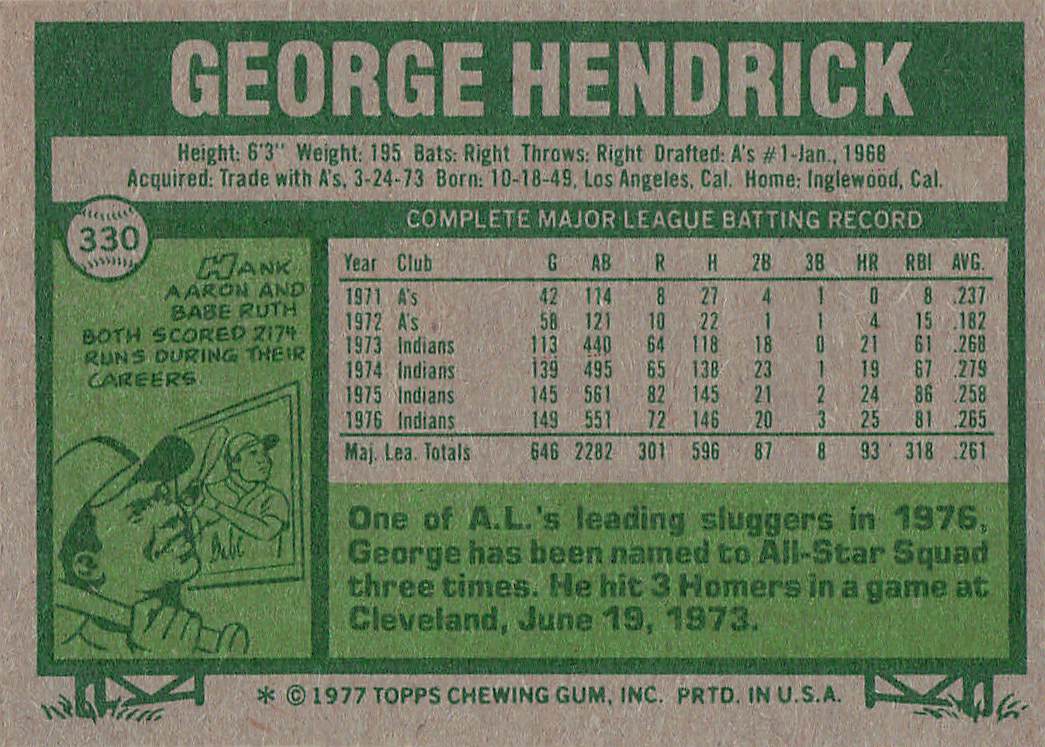 GEORGE HENDRICK
Height: 6'3" Weight: 195 Bats: Right Throws: Right Drafted: A's #1-Jan., 1968
Acquired: Trade with A's, 3-24-73 Born: 10-18-49, Los Angeles, Cal. Home: Inglewood, Cal.
330
HANK
AARON AND
BABE RUTH
BOTH SCORED 2174
RUNS DURING THEIR
CAREERS
Babe
COMPLETE MAJOR LEAGUE BATTING RECORD
Year Club G AB R H 2B 3B HR RBI AVG.
1971 A's 42 114 8 27 4 1 0 8 .237
1972 A's 58 121 10 22 1 1 4 15 .182
1973 Indians 113 440 64 118 18 0 21 61 .268
1974 Indians 139 495 65 138 23 1 19 67 .279
1975 Indians 145 561 82 145 21 2 24 86 .258
1976 Indians 149 551 72 146 20 3 25 81 .265
Maj. Lea. Totals 646 2282 301 596 87 8 93 318 .261
One of A.L.'s leading sluggers in 1976,
George has been named to All-Star Squad
three times. He hit 3 Homers in a game at
Cleveland, June 19, 1973.
* © 1977 TOPPS CHEWING GUM, INC. PRTD. IN U.S.A.